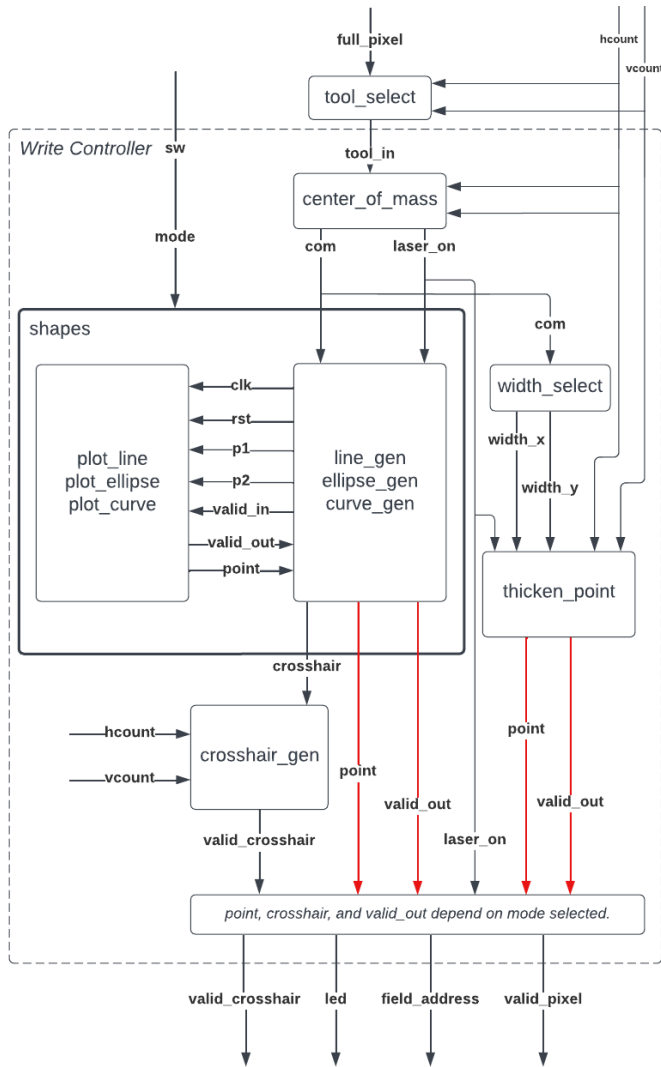 full_pixel
hcount
vcount
tool_select
Write Controller
sw
tool_in
center_of_mass
mode
com
laser_on
shapes
com
clk
width_select
rst
width_x
p1
plot_line
plot_ellipse
plot_curve
line_gen
ellipse_gen
curve_gen
p2
width_y
valid_in
valid_out
point
thicken_point
crosshair
hcount
point
crosshair_gen
point
vcount
valid_out
valid_out
valid_crosshair
laser_on
point, crosshair, and valid_out depend on mode selected.
valid_crosshair
led
field_address
valid_pixel